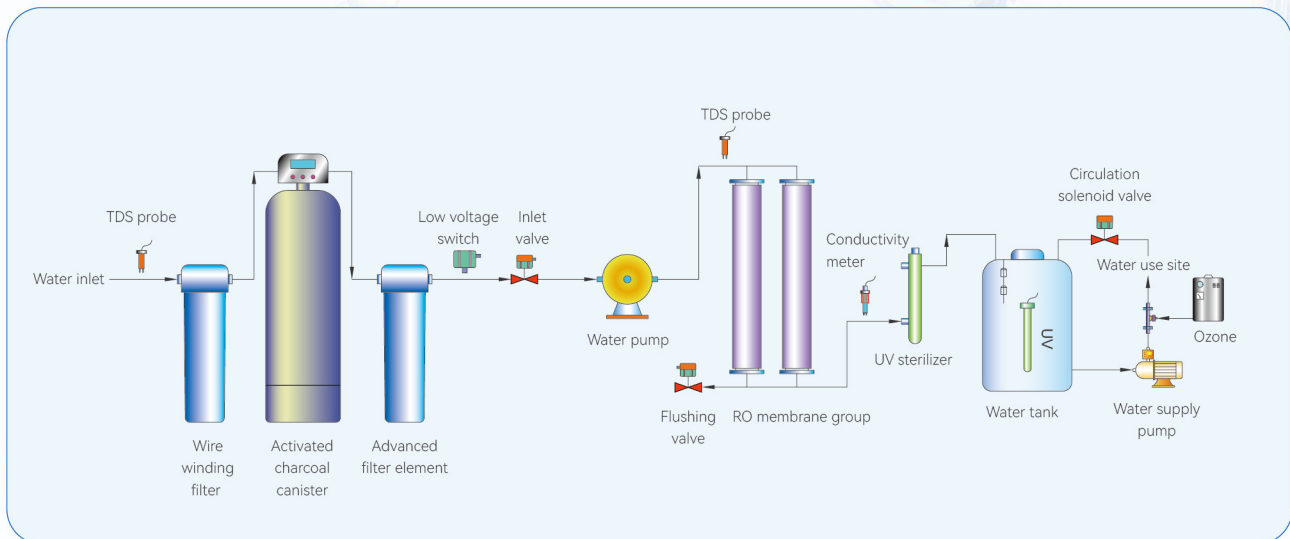 TDS probe
Water inlet
Wire
winding
filter
Activated
charcoal
canister
Advanced
filter element
Low voltage
switch
Inlet
valve
Water pump
TDS probe
Flushing
valve
RO membrane group
Conductivity
meter
UV sterilizer
UV
Water tank
Circulation
solenoid valve
Water use site
Ozone
Water supply
pump